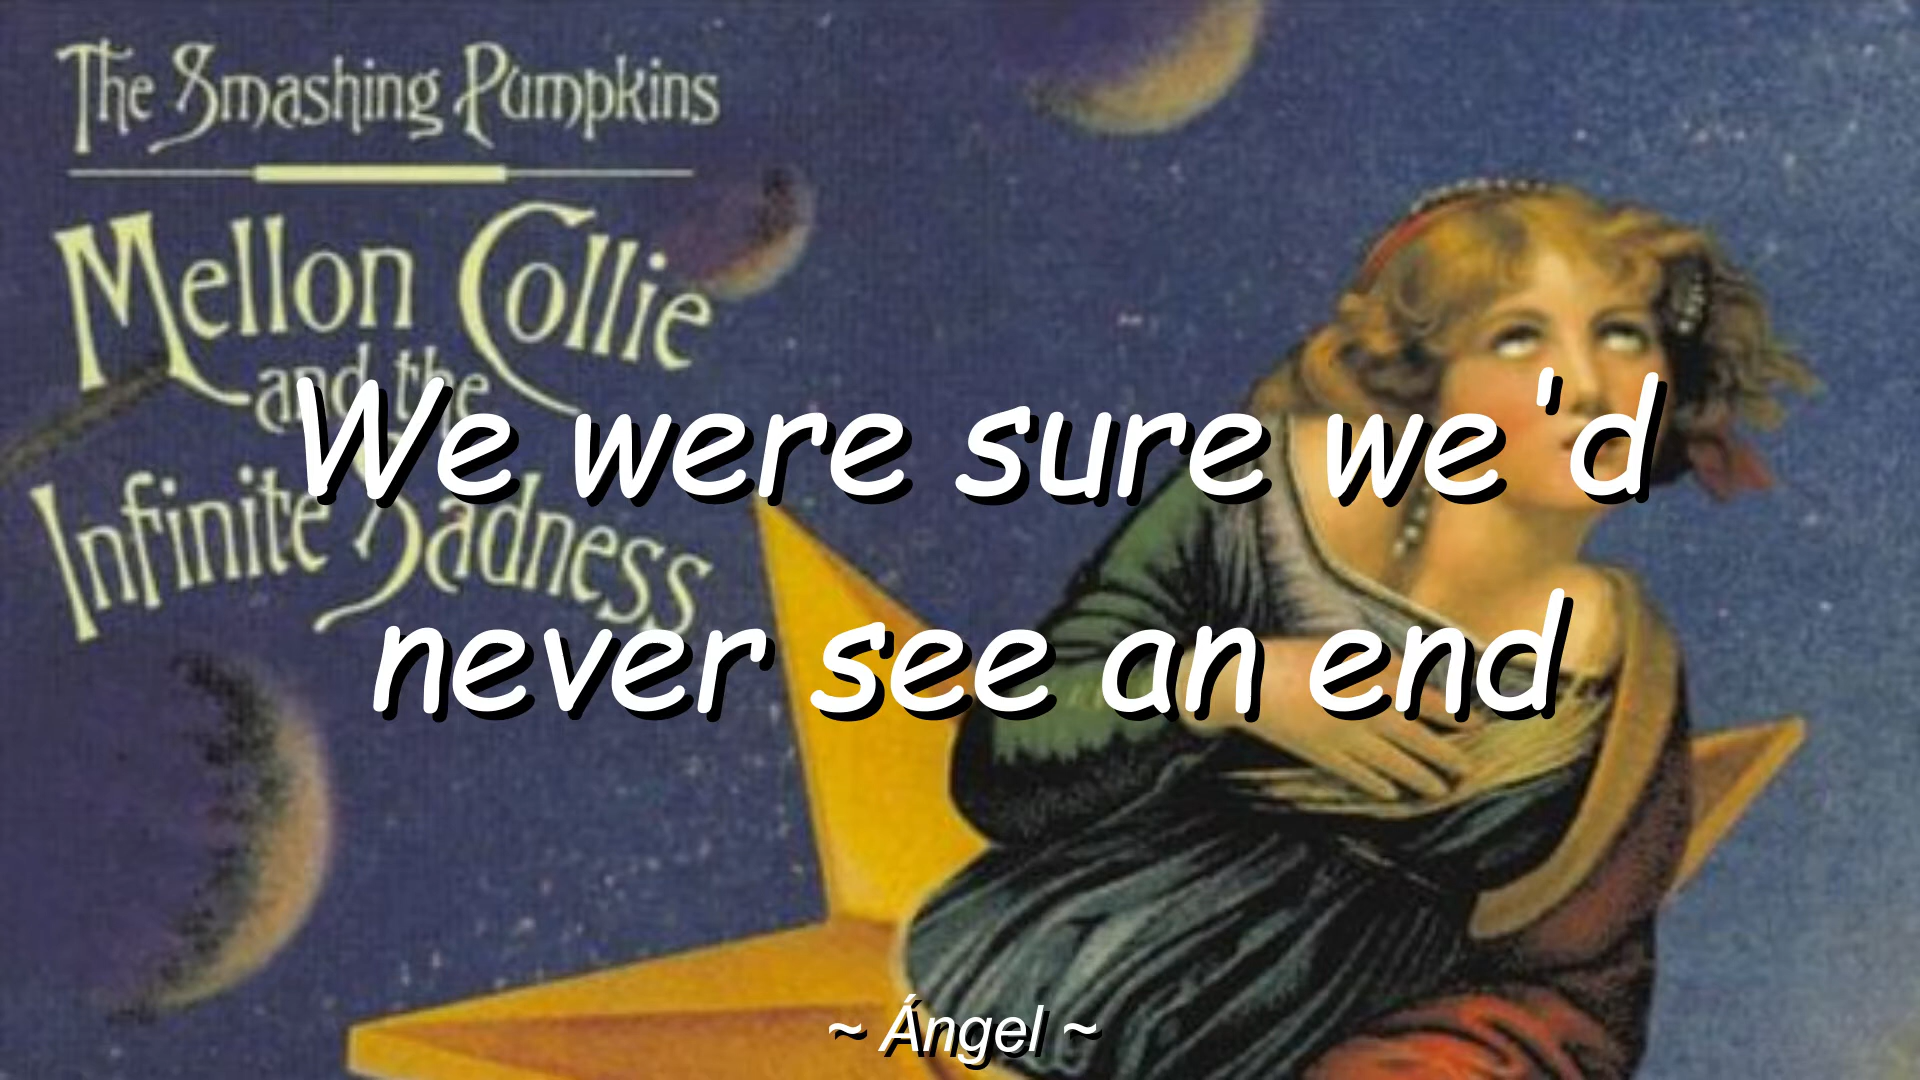 The Smashing Pumpkins
Mellon Collie
and the
Infinite Sadness
We were sure we'd
never see an end
~ Ángel ~